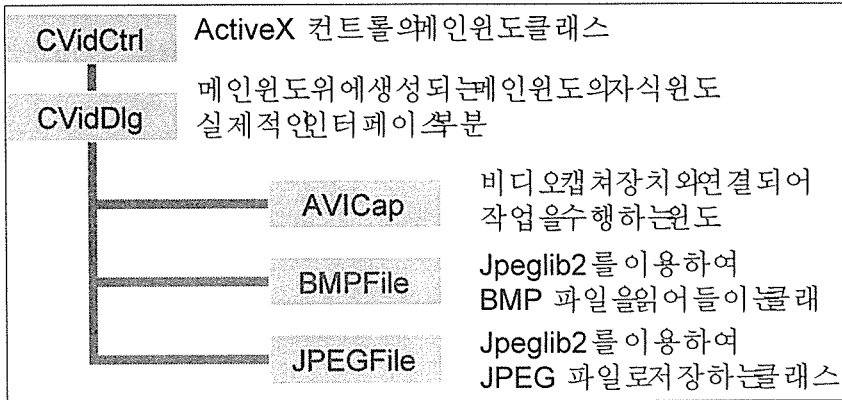 CVidCtrl
ActiveX 컨트롤의메인윈도클래스
CVidDlg
메인윈도위에생성되는메인윈도의자식윈도
실제적인인터페이스부분
AVICap
비디오캡쳐장치와연결되어
작업을수행하는윈도
BMPFile
Jpeglib2를이용하여
BMP 파일을읽어들이는클래
JPEGFile
Jpeglib2를이용하여
JPEG 파일로저장하는클래스